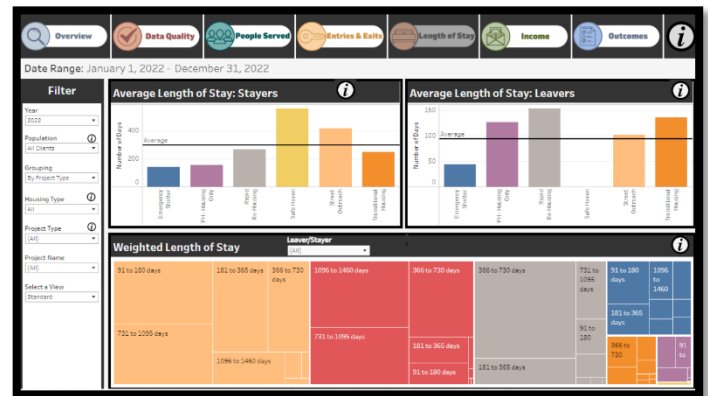 Overview
Data Quality
People Served
Entries & Exits
Length of Stay
Income
Outcomes
i
Date Range: January 1, 2022 - December 31, 2022
Filter
Year
2022
Population
i
All Clients
Grouping
By Project Type
Housing Type
i
All
Project Type
i
(All)
Project Name
(All)
Select a View
Standard
Average Length of Stay: Stayers
i
Number of Days
400
200
0
Average
Emergency Shelter
PH - Housing Only
Rapid Re-Housing
Safe Haven
Street Outreach
Transitional Housing
Average Length of Stay: Leavers
i
Number of Days
150
100
50
0
Average
Emergency Shelter
PH - Housing Only
Rapid Re-Housing
Safe Haven
Street Outreach
Transitional Housing
Weighted Length of Stay
Leaver/Stayer
(All)
i
91 to 180 days
731 to 1095 days
181 to 365 days
366 to 730 days
1096 to 1460 days
1096 to 1460 days
731 to 1095 days
366 to 730 days
181 to 365 days
91 to 180 days
366 to 730 days
181 to 365 days
731 to 1095 days
91 to 180
91 to 180 days
181 to 365 days
1096 to 1460
366 to 730
91 to